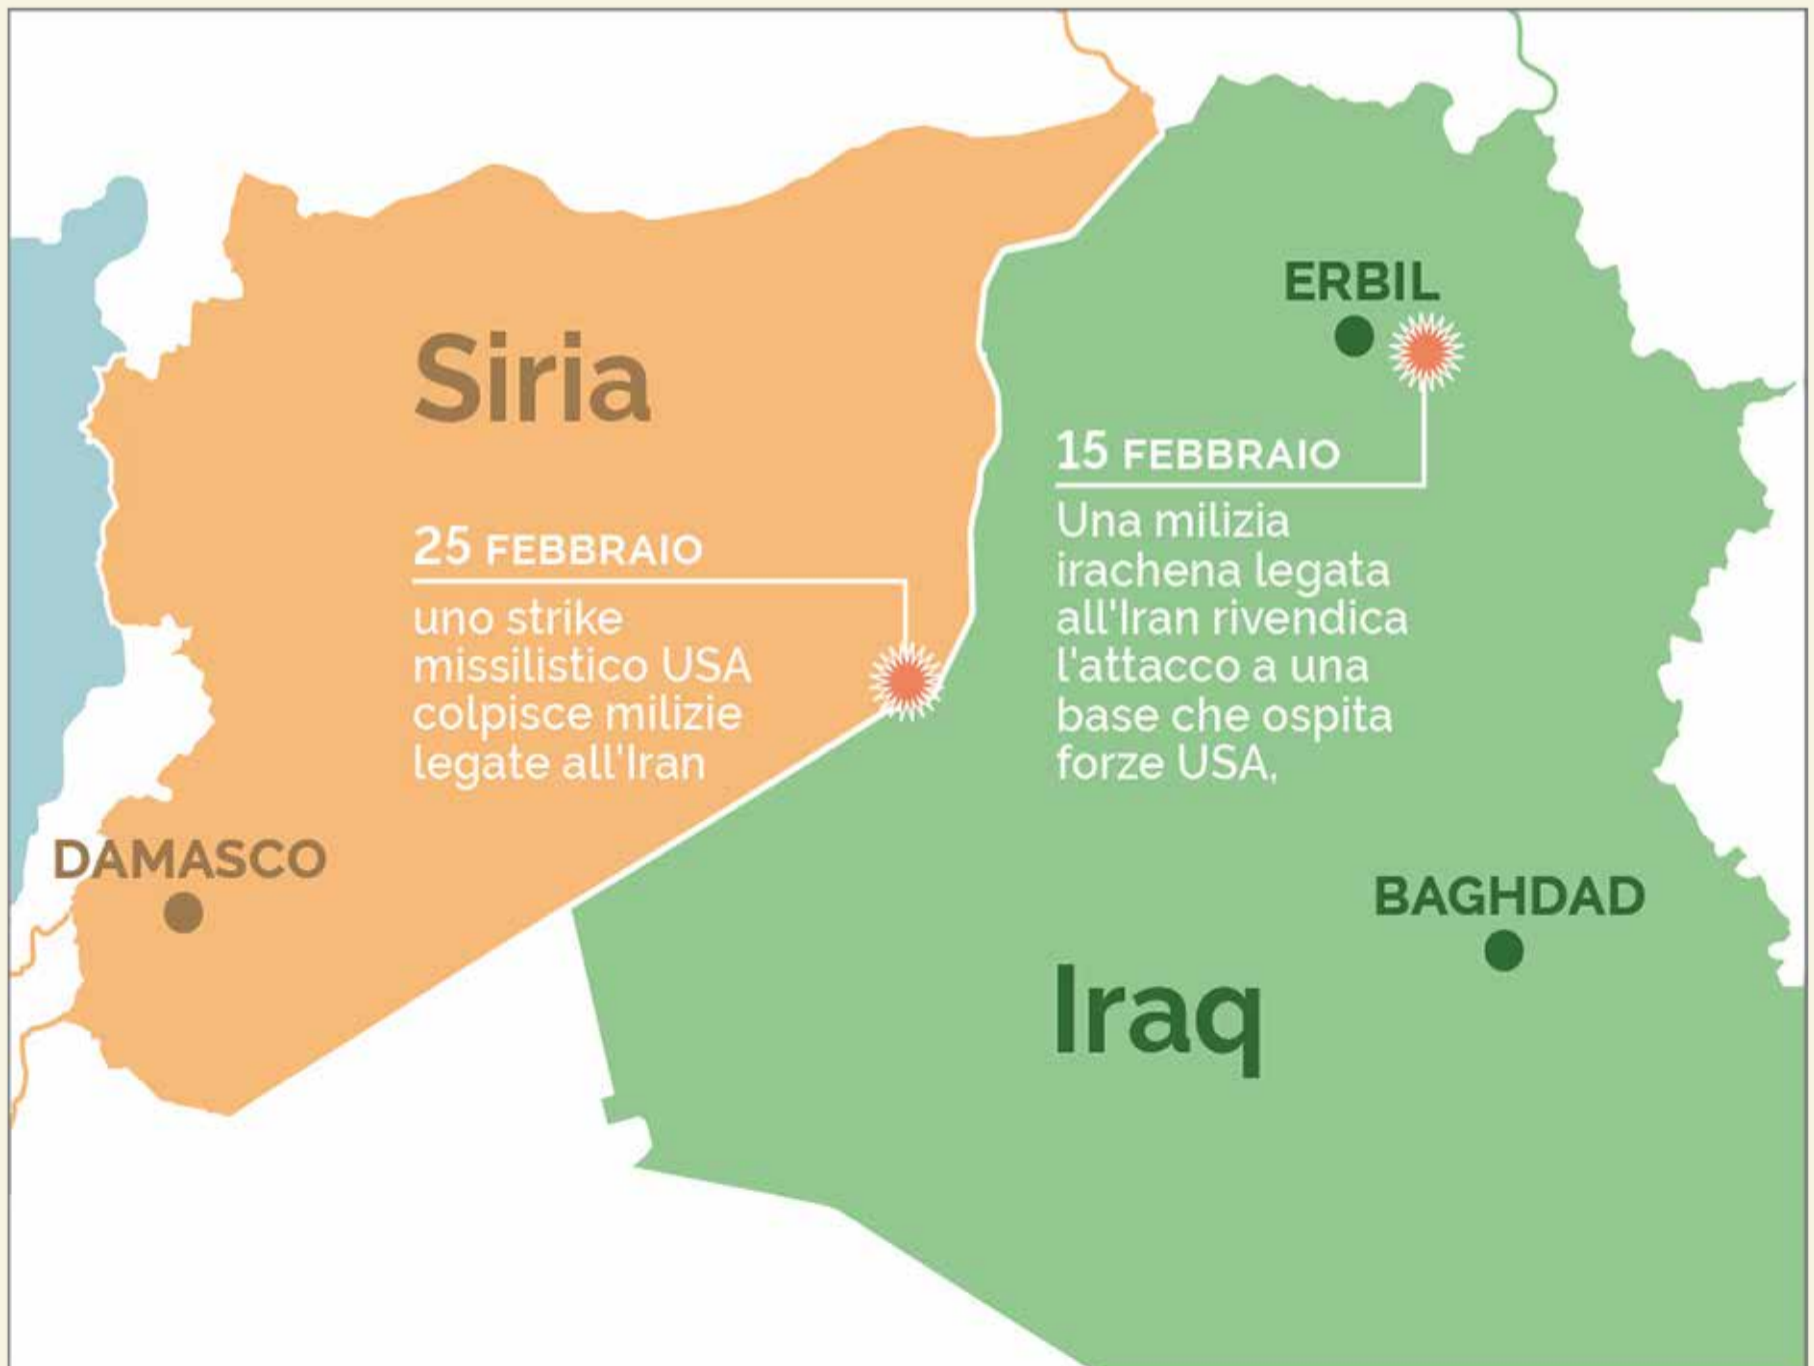 Siria
25 FEBBRAIO
uno strike
missilistico USA
colpisce milizie
legate all'Iran
DAMASCO
ERBIL
15 FEBBRAIO
Una milizia
irachena legata
all'Iran rivendica
l'attacco a una
base che ospita
forze USA,
BAGHDAD
Iraq